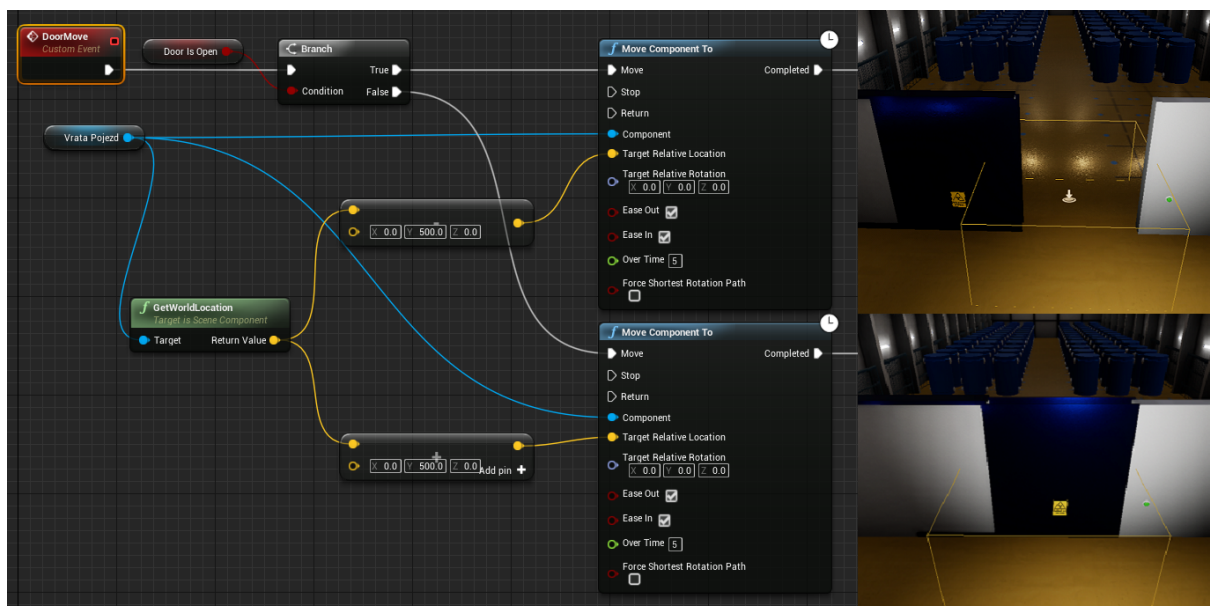 DoorMove
Custom Event
Door Is Open
Branch
True
Condition
False
Vrata Pojezd
X 0.0 Y 500.0 Z 0.0
GetWorldLocation
Target is Scene Component
Target
Return Value
X 0.0 Y 500.0 Z 0.0
Add pin +
f Move Component To
Move
Completed
Stop
Return
Component
Target Relative Location
Target Relative Rotation
X 0.0 Y 0.0 Z 0.0
Ease Out
Ease In
Over Time 5
Force Shortest Rotation Path
f Move Component To
Move
Completed
Stop
Return
Component
Target Relative Location
Target Relative Rotation
X 0.0 Y 0.0 Z 0.0
Ease Out
Ease In
Over Time 5
Force Shortest Rotation Path